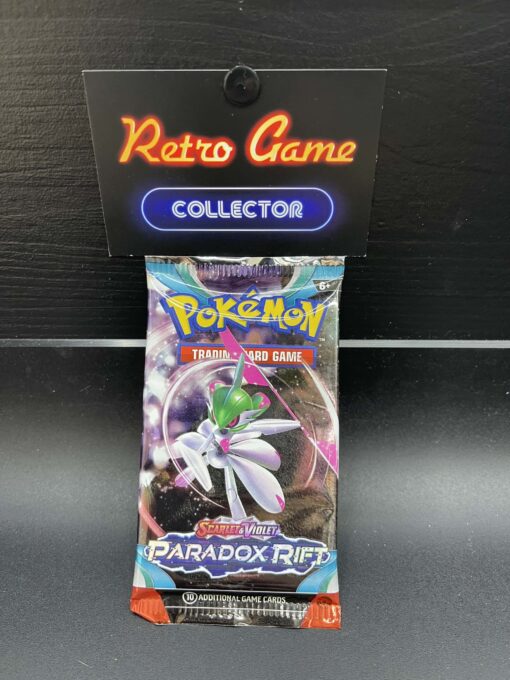 Retro Game
COLLECTOR
6+
POKéMON
TRADING CARD GAME
SCARLET & VIOLET
PARADOX RIFT
10 ADDITIONAL GAME CARDS